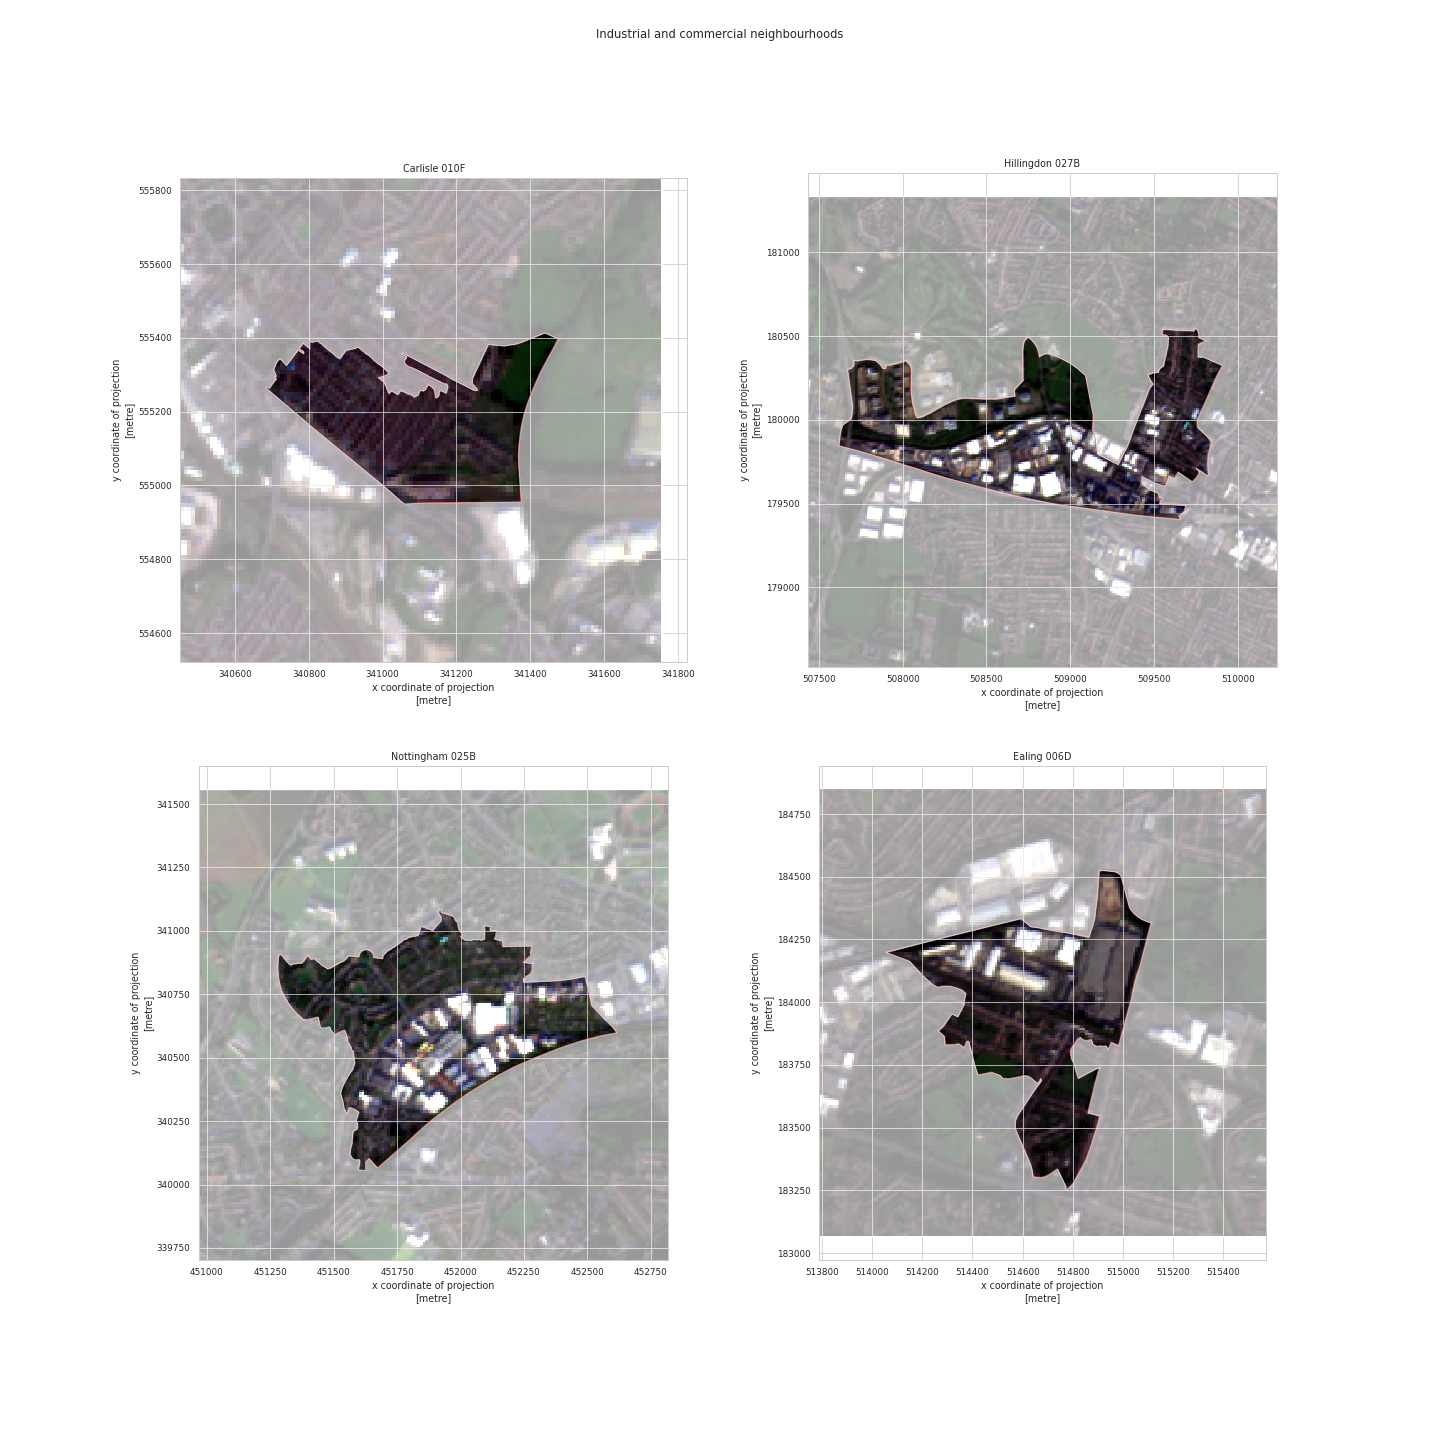 Industrial and commercial neighbourhoods
Carlisle 010F
555800
555600
555400
555200
555000
554800
554600
y coordinate of projection
[metre]
340600 340800 341000 341200 341400 341600 341800
x coordinate of projection
[metre]
Hillingdon 027B
181000
180500
180000
179500
179000
y coordinate of projection
[metre]
507500 508000 508500 509000 509500 510000
x coordinate of projection
[metre]
Nottingham 025B
341500
341250
341000
340750
340500
340250
340000
339750
y coordinate of projection
[metre]
451000 451250 451500 451750 452000 452250 452500 452750
x coordinate of projection
[metre]
Ealing 006D
184750
184500
184250
184000
183750
183500
183250
183000
y coordinate of projection
[metre]
513800 514000 514200 514400 514600 514800 515000 515200 515400
x coordinate of projection
[metre]